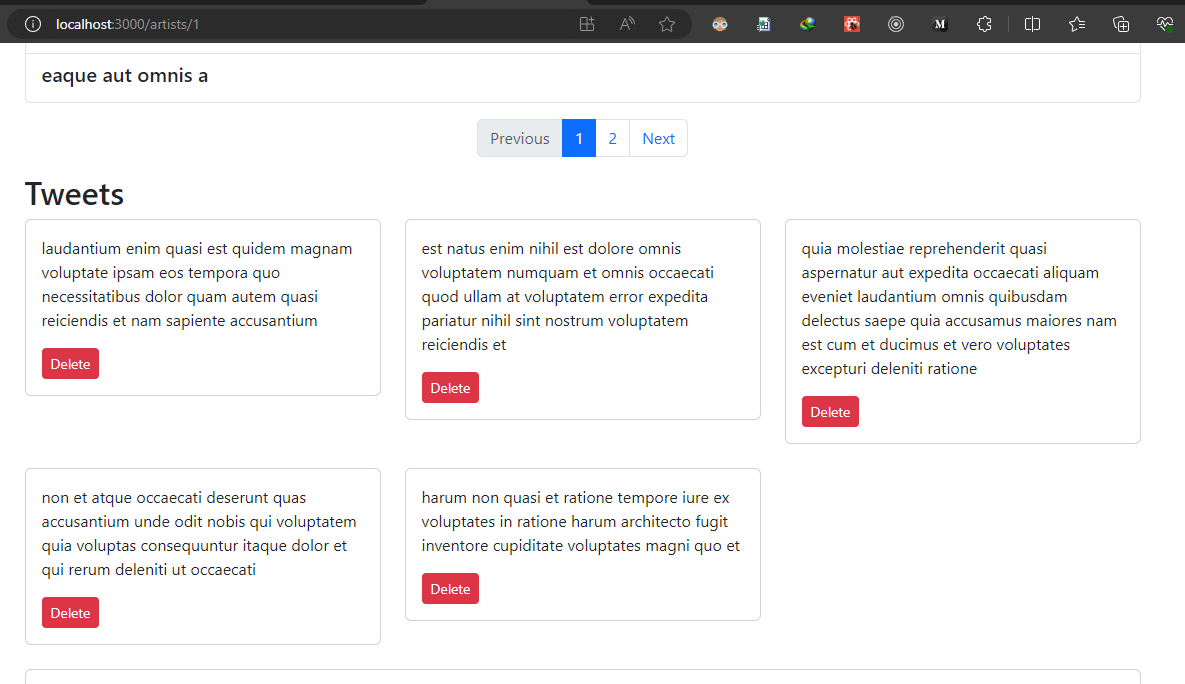 localhost:3000/artists/1
M
eaque aut omnis a
Previous 1 2 Next
Tweets
laudantium enim quasi est quidem magnam
voluptate ipsam eos tempora quo
necessitatibus dolor quam autem quasi
reiciendis et nam sapiente accusantium
Delete
est natus enim nihil est dolore omnis
voluptatem numquam et omnis occaecati
quod ullam at voluptatem error expedita
pariatur nihil sint nostrum voluptatem
reiciendis et
Delete
quia molestiae reprehenderit quasi
aspernatur aut expedita occaecati aliquam
eveniet laudantium omnis quibusdam
delectus saepe quia accusamus maiores nam
est cum et ducimus et vero voluptates
excepturi deleniti ratione
Delete
non et atque occaecati deserunt quas
accusantium unde odit nobis qui voluptatem
quia voluptas consequuntur itaque dolor et
qui rerum deleniti ut occaecati
Delete
harum non quasi et ratione tempore iure ex
voluptates in ratione harum architecto fugit
inventore cupiditate voluptates magni quo et
Delete